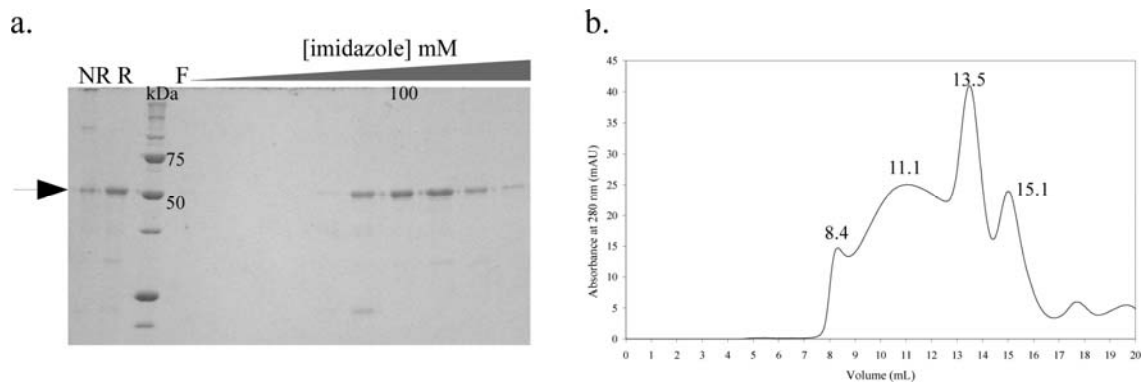 a.
[imidazole] mM
NR R F
kDa
100
75
50
b.
Absorbance at 280 nm (mAU)
45
40
35
30
25
20
15
10
5
0
8.4
11.1
13.5
15.1
0 1 2 3 4 5 6 7 8 9 10 11 12 13 14 15 16 17 18 19 20
Volume (mL)